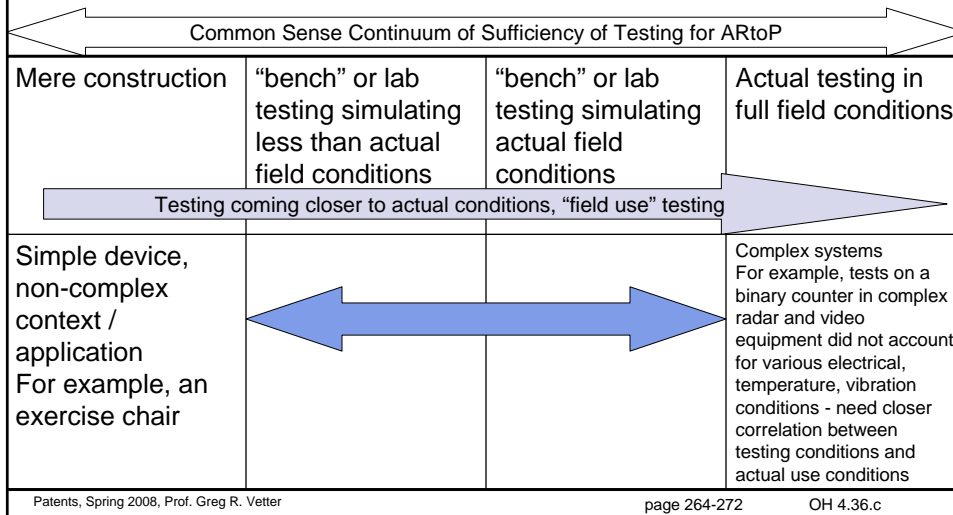 Common Sense Continuum of Sufficiency of Testing for ARtoP
Mere construction
“bench” or lab
testing simulating
less than actual
field conditions
“bench” or lab
testing simulating
actual field
conditions
Actual testing in
full field conditions
Testing coming closer to actual conditions, “field use” testing
Simple device,
non-complex
context /
application
For example, an
exercise chair
Complex systems
For example, tests on a
binary counter in complex
radar and video
equipment did not account
for various electrical,
temperature, vibration
conditions - need closer
correlation between
testing conditions and
actual use conditions
Patents, Spring 2008, Prof. Greg R. Vetter
page 264-272
OH 4.36.c